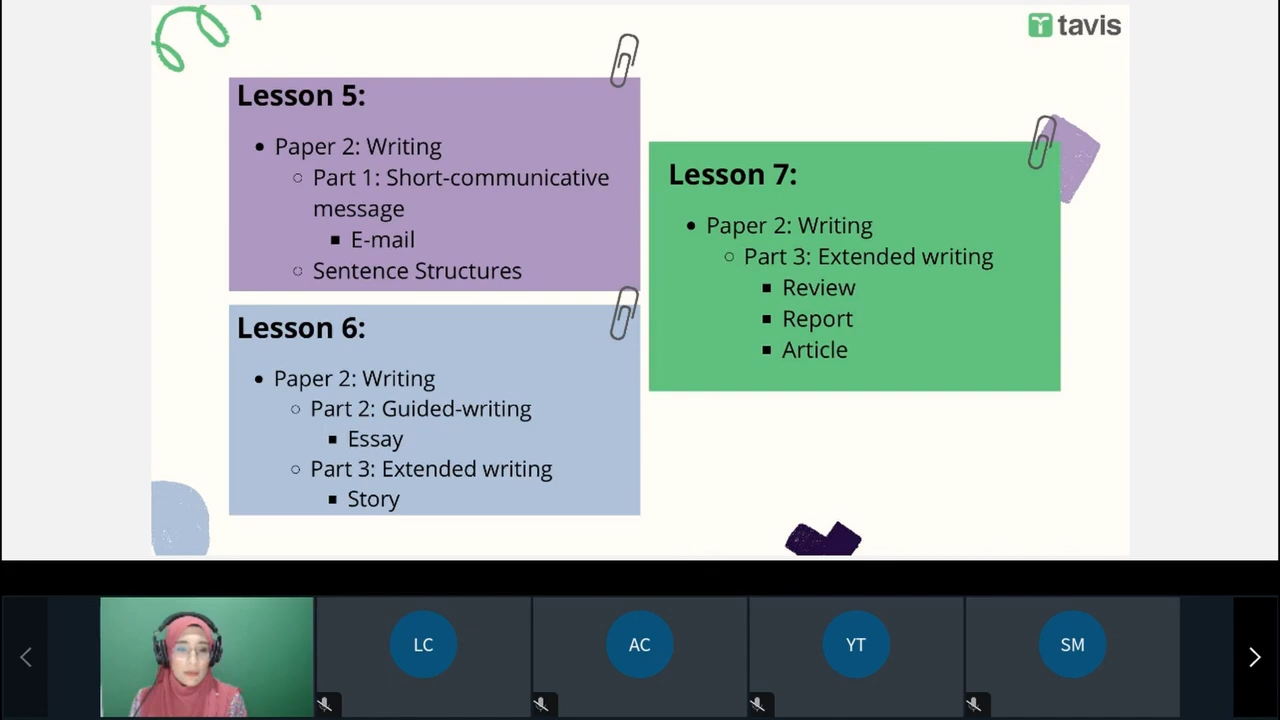 tavis
Lesson 5:
Paper 2: Writing
Part 1: Short-communicative
message
E-mail
Sentence Structures
Lesson 6:
Paper 2: Writing
Part 2: Guided-writing
Essay
Part 3: Extended writing
Story
Lesson 7:
Paper 2: Writing
Part 3: Extended writing
Review
Report
Article
LC
AC
YT
SM